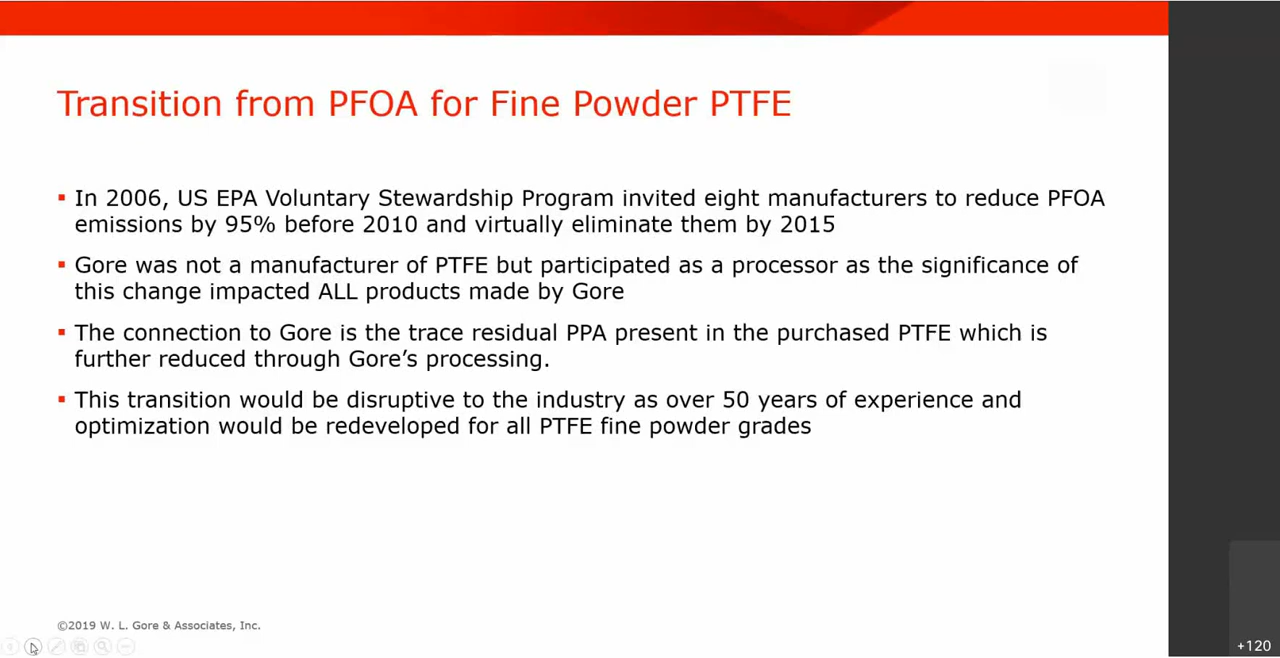 Transition from PFOA for Fine Powder PTFE
▪ In 2006, US EPA Voluntary Stewardship Program invited eight manufacturers to reduce PFOA
emissions by 95% before 2010 and virtually eliminate them by 2015
▪ Gore was not a manufacturer of PTFE but participated as a processor as the significance of
this change impacted ALL products made by Gore
▪ The connection to Gore is the trace residual PPA present in the purchased PTFE which is
further reduced through Gore’s processing.
▪ This transition would be disruptive to the industry as over 50 years of experience and
optimization would be redeveloped for all PTFE fine powder grades
©2019 W. L. Gore & Associates, Inc.
+120